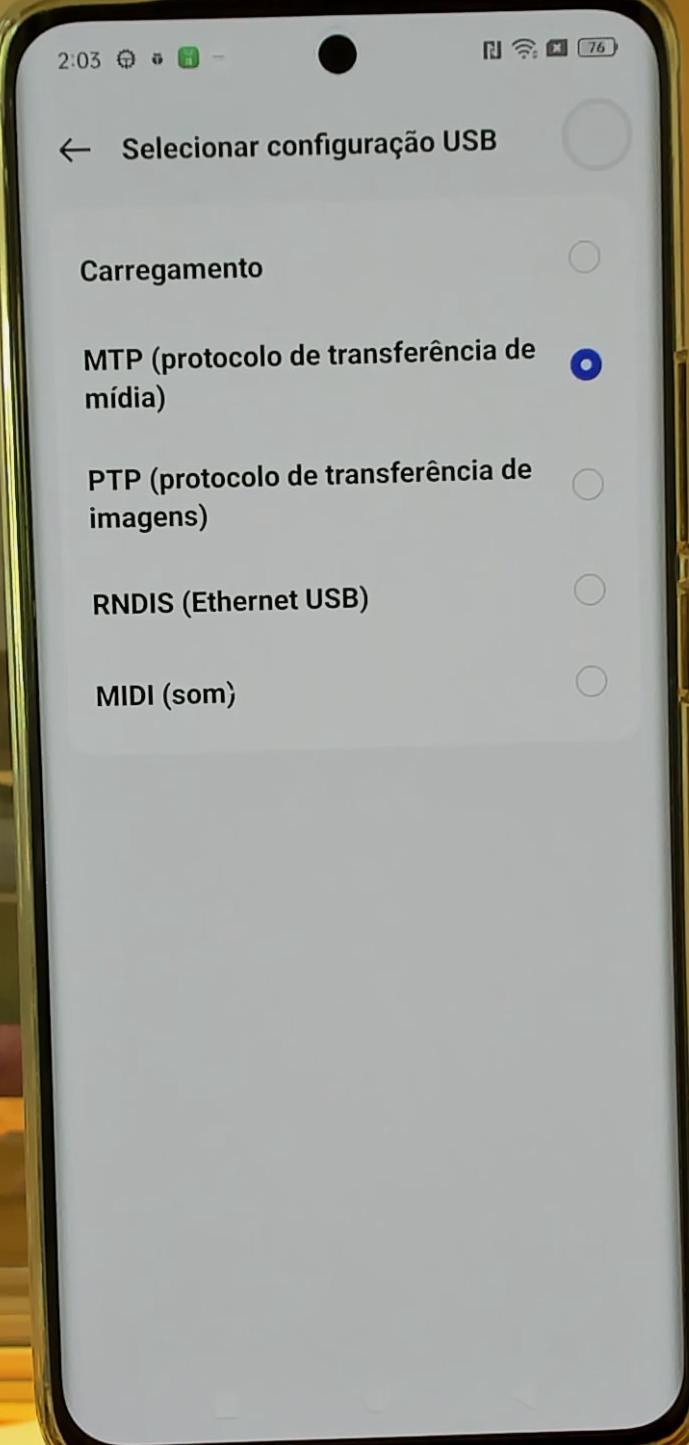 2:03
76
Selecionar configuração USB
Carregamento
MTP (protocolo de transferência de
mídia)
PTP (protocolo de transferência de
imagens)
RNDIS (Ethernet USB)
MIDI (som)